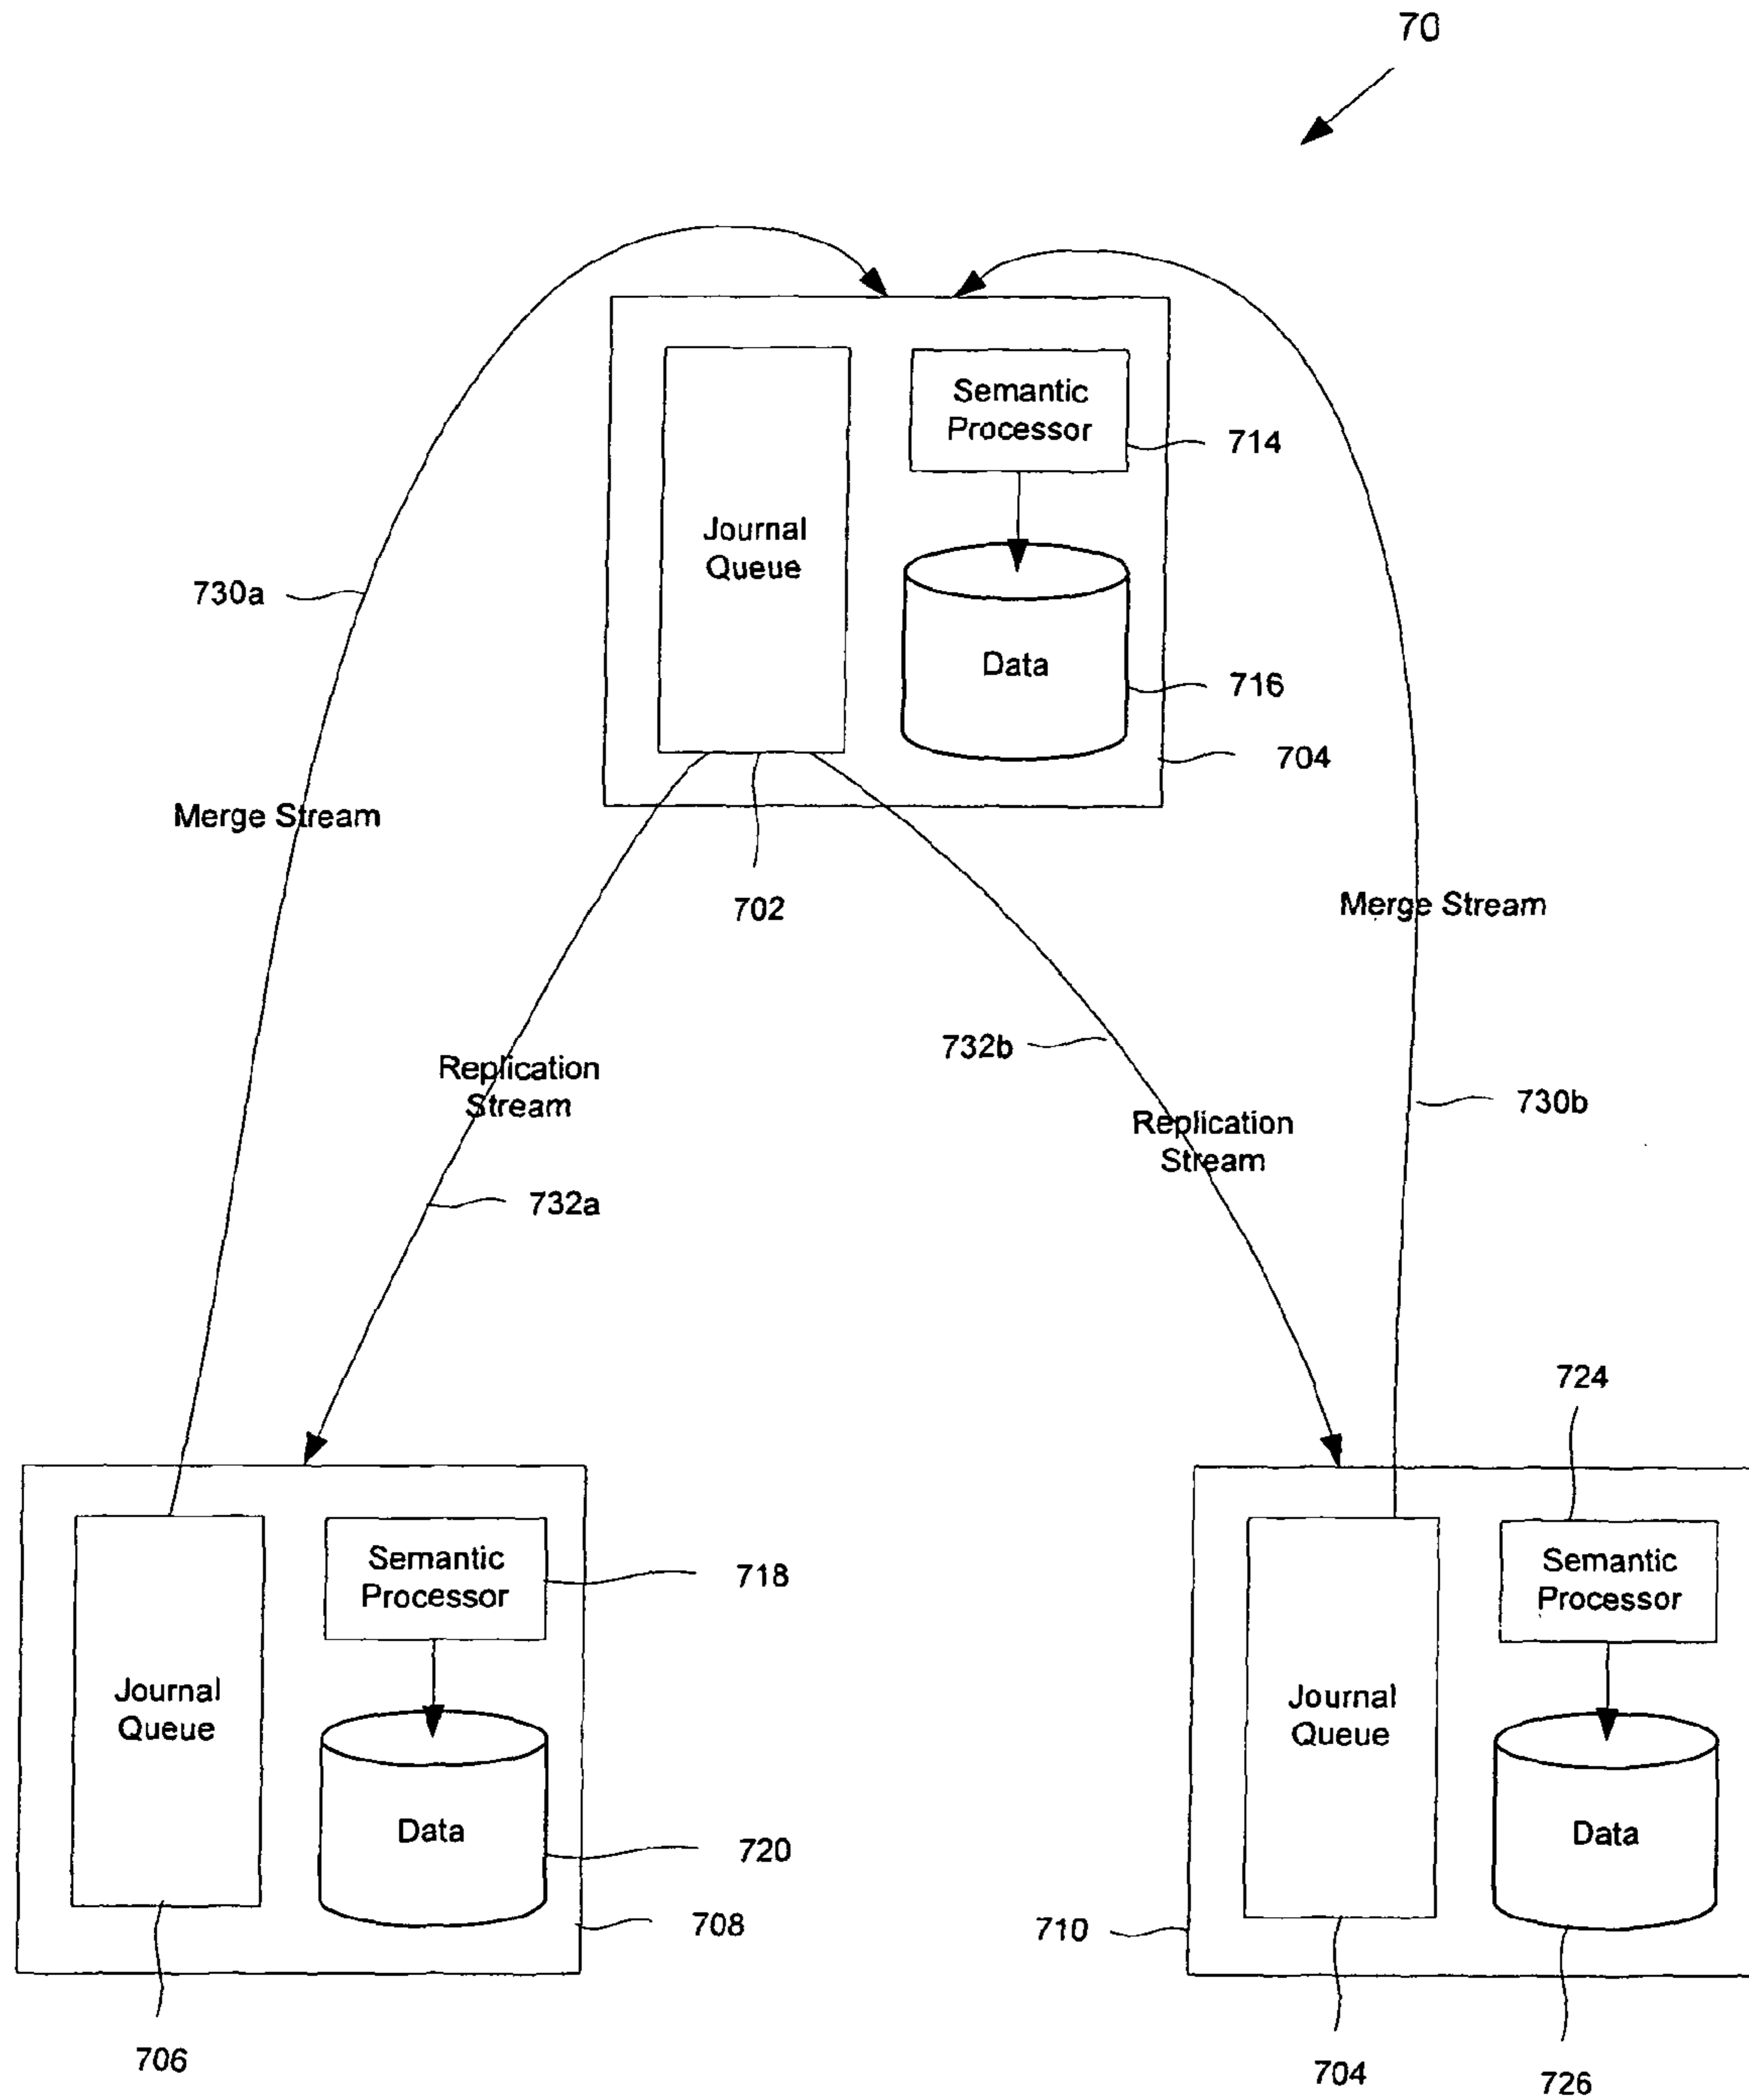 70
Semantic
Processor
714
Journal
Queue
730a
Data
716
704
Merge Stream
702
Merge Stream
732b
Replication
Stream
730b
Replication
Stream
732a
724
Semantic
Processor
718
Semantic
Processor
Journal
Queue
Journal
Queue
Data
720
Data
708
710
706
704
726